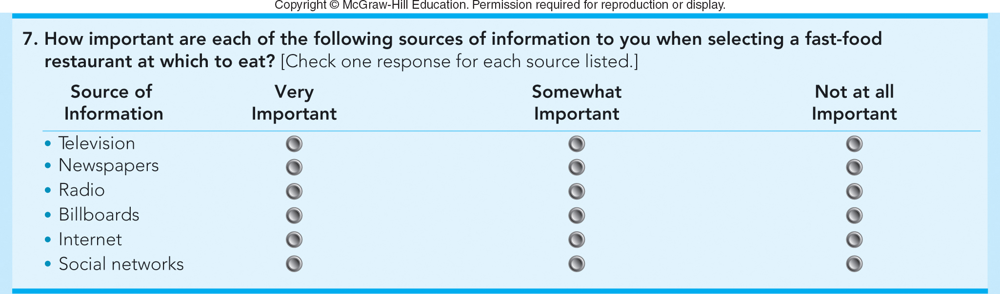 Copyright © McGraw-Hill Education. Permission required for reproduction or display.
7. How important are each of the following sources of information to you when selecting a fast-food
restaurant at which to eat? [Check one response for each source listed.]
Source of Very Somewhat Not at all
Information Important Important Important
• Television
• Newspapers
• Radio
• Billboards
• Internet
• Social networks